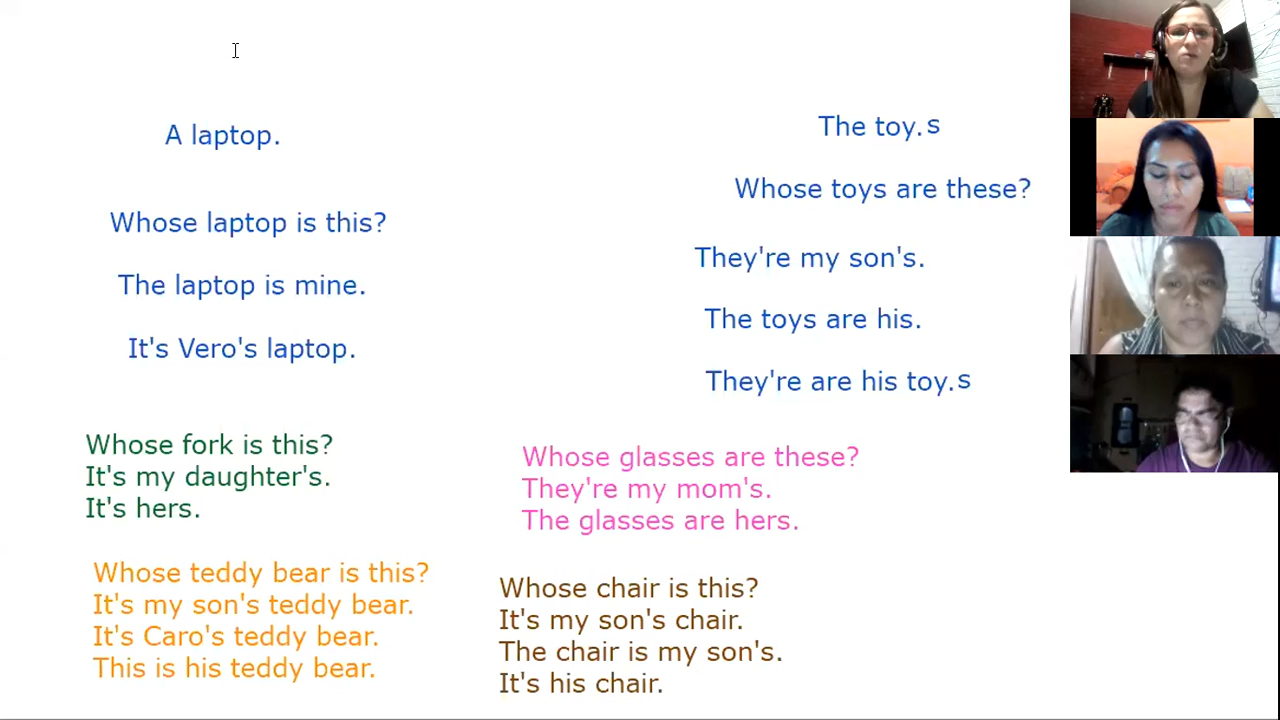 A laptop.
Whose laptop is this?
The laptop is mine.
It's Vero's laptop.
The toy.s
Whose toys are these?
They're my son's.
The toys are his.
They're are his toy.s
Whose fork is this?
It's my daughter's.
It's hers.
Whose glasses are these?
They're my mom's.
The glasses are hers.
Whose teddy bear is this?
It's my son's teddy bear.
It's Caro's teddy bear.
This is his teddy bear.
Whose chair is this?
It's my son's chair.
The chair is my son's.
It's his chair.